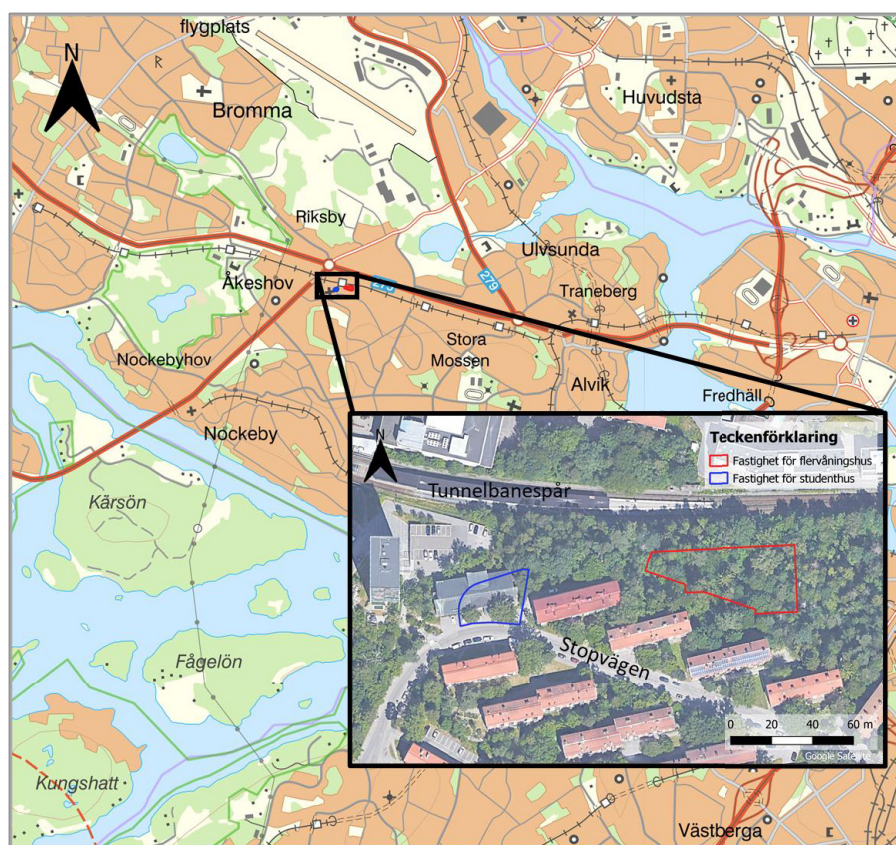 flygplats
N
Bromma
Huvudsta
Riksby
Ulvsunda
Åkeshov
275
279
Traneberg
Stora
Mossen
Nockebyhov
Alvik
Fredhäll
Nockeby
Kärsön
Fågelön
Kungshatt
Västberga
N
Teckenförklaring
Fastighet för flervåningshus
Fastighet för studenthus
Tunnelbanespår
Stopvägen
0 20 40 60 m
Google Satellite